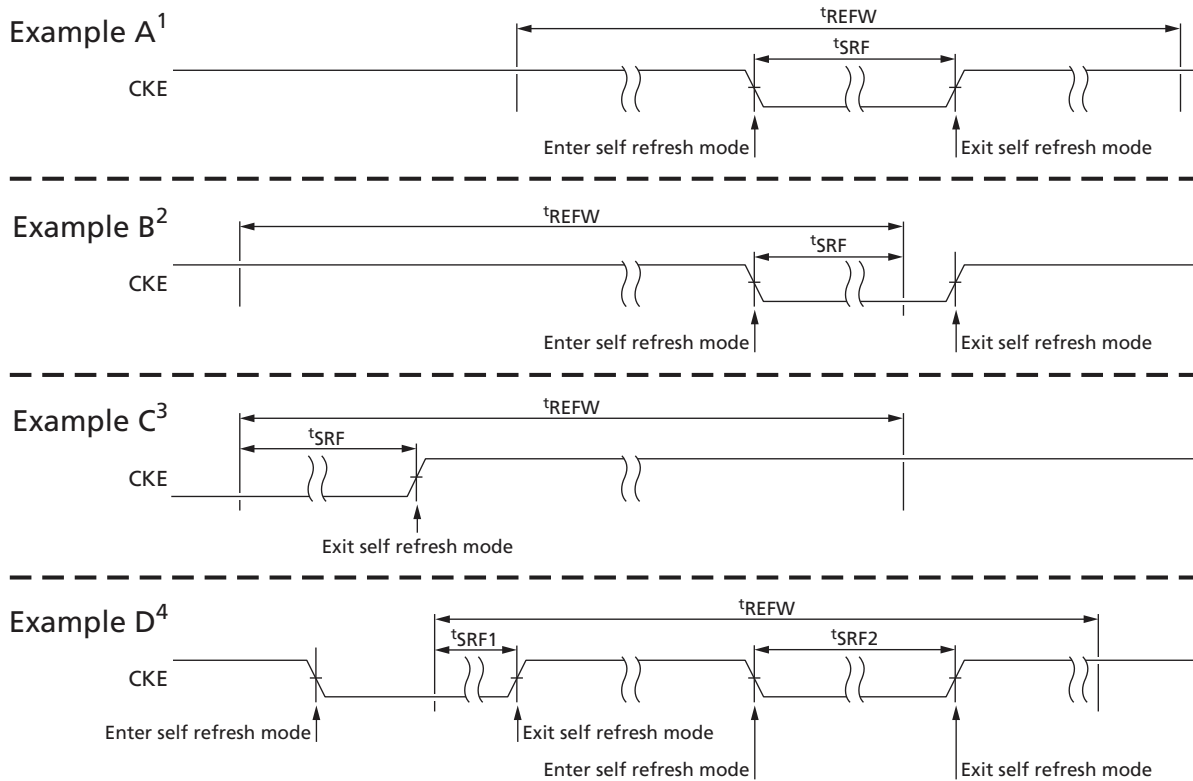 Example A¹
tREFW
tSRF
CKE
Enter self refresh mode
Exit self refresh mode
Example B²
tREFW
tSRF
CKE
Enter self refresh mode
Exit self refresh mode
Example C³
tREFW
tSRF
CKE
Exit self refresh mode
Example D⁴
tREFW
tSRF1
tSRF2
CKE
Enter self refresh mode
Exit self refresh mode
Enter self refresh mode
Exit self refresh mode